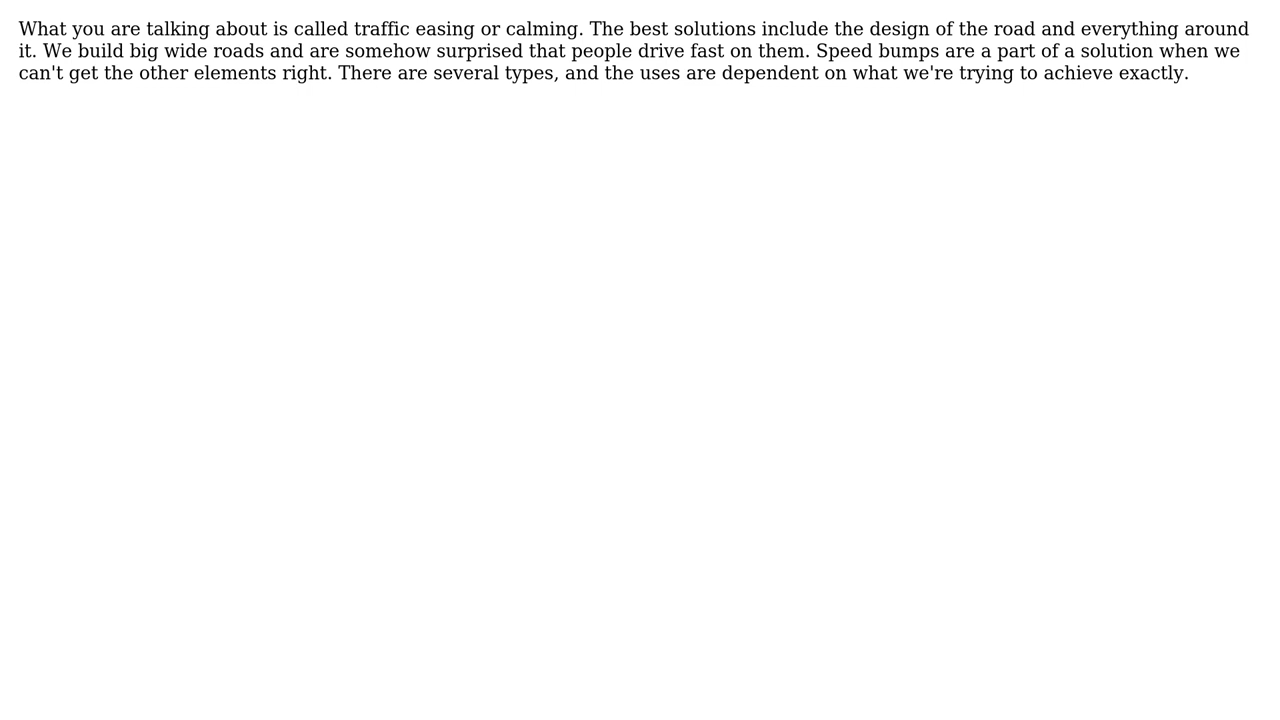 What you are talking about is called traffic easing or calming. The best solutions include the design of the road and everything around
it. We build big wide roads and are somehow surprised that people drive fast on them. Speed bumps are a part of a solution when we
can't get the other elements right. There are several types, and the uses are dependent on what we're trying to achieve exactly.